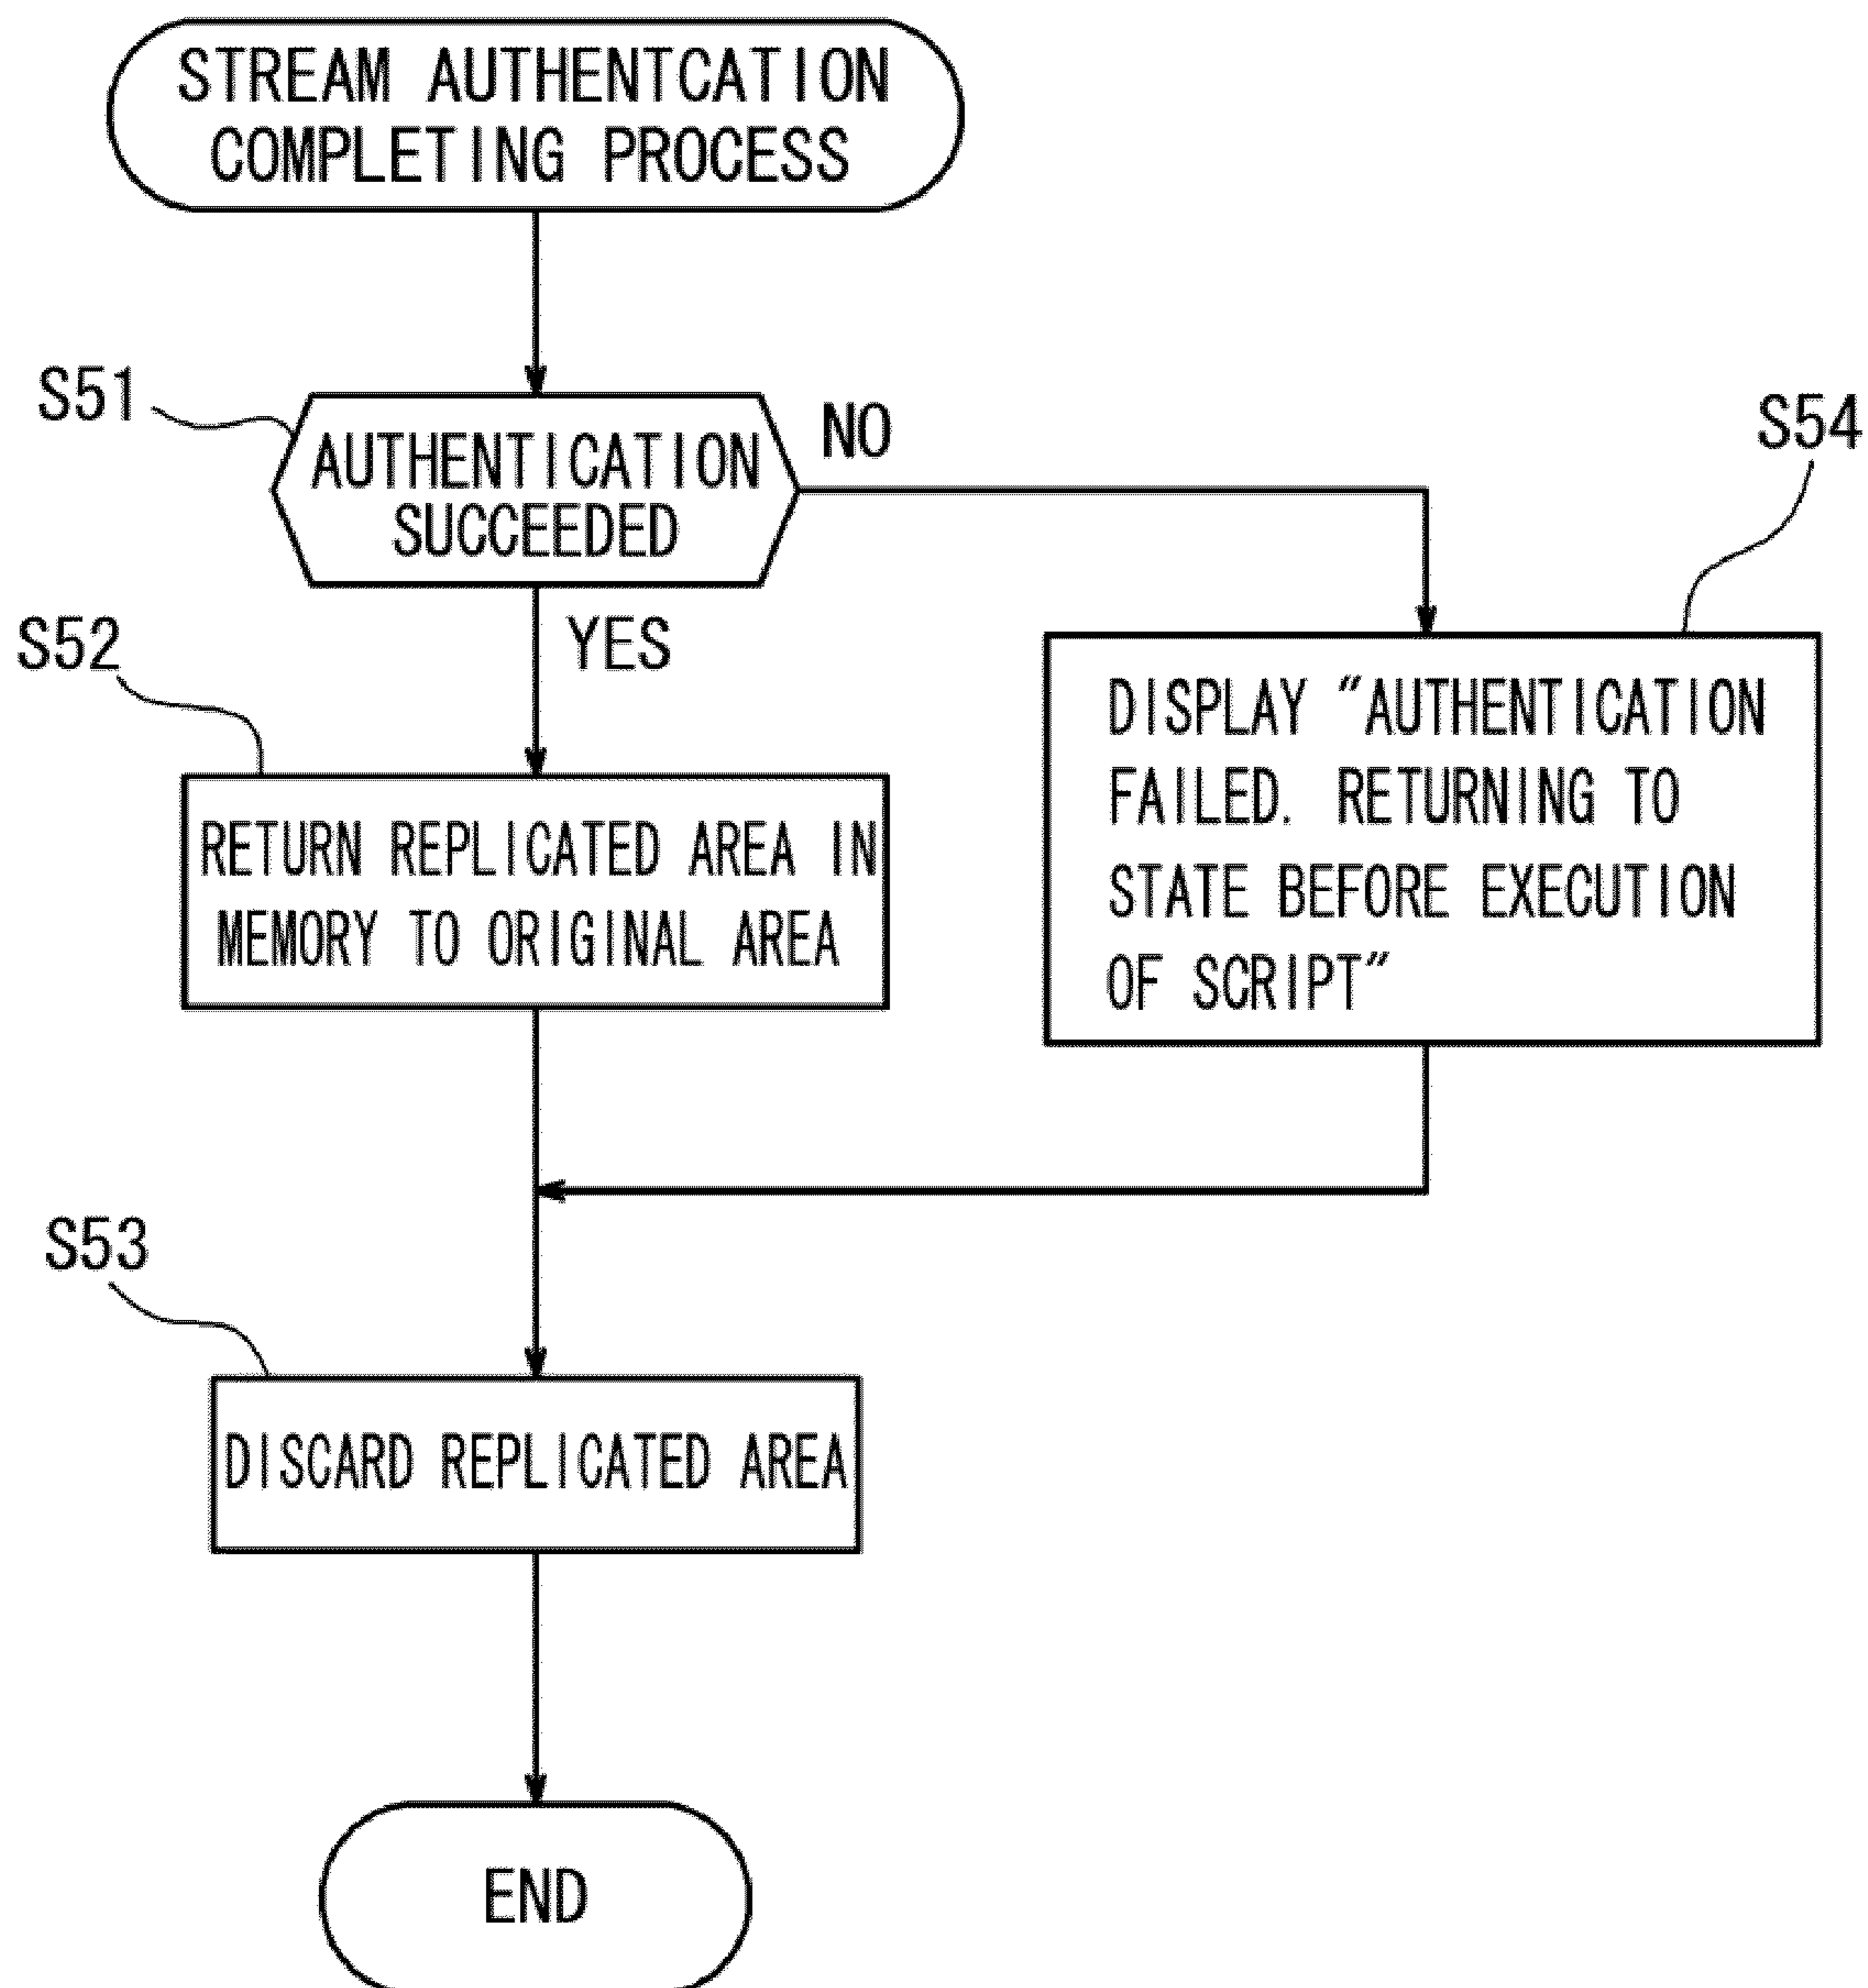 STREAM AUTHENTCATION
COMPLETING PROCESS
S51
AUTHENTICATION
SUCCEEDED
NO
YES
S54
DISPLAY "AUTHENTICATION
FAILED. RETURNING TO
STATE BEFORE EXECUTION
OF SCRIPT"
S52
RETURN REPLICATED AREA IN
MEMORY TO ORIGINAL AREA
S53
DISCARD REPLICATED AREA
END